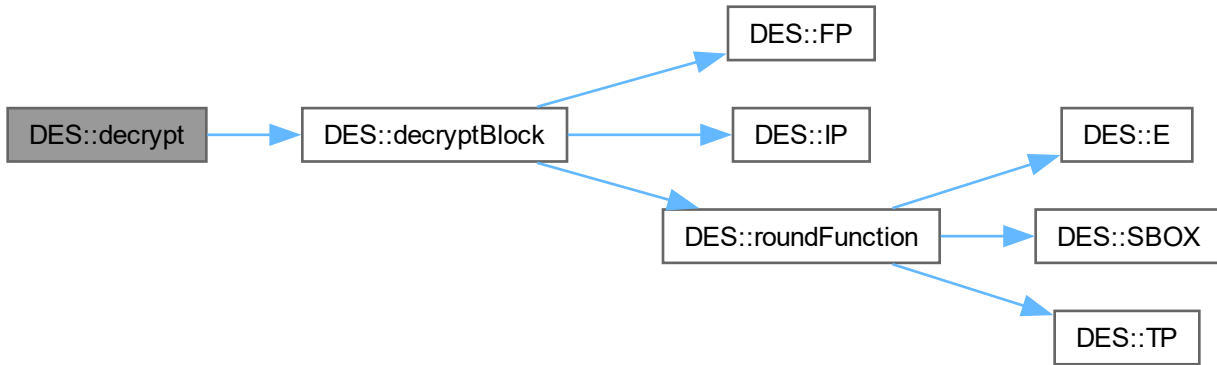 DES::decrypt
DES::decryptBlock
DES::FP
DES::IP
DES::roundFunction
DES::E
DES::SBOX
DES::TP